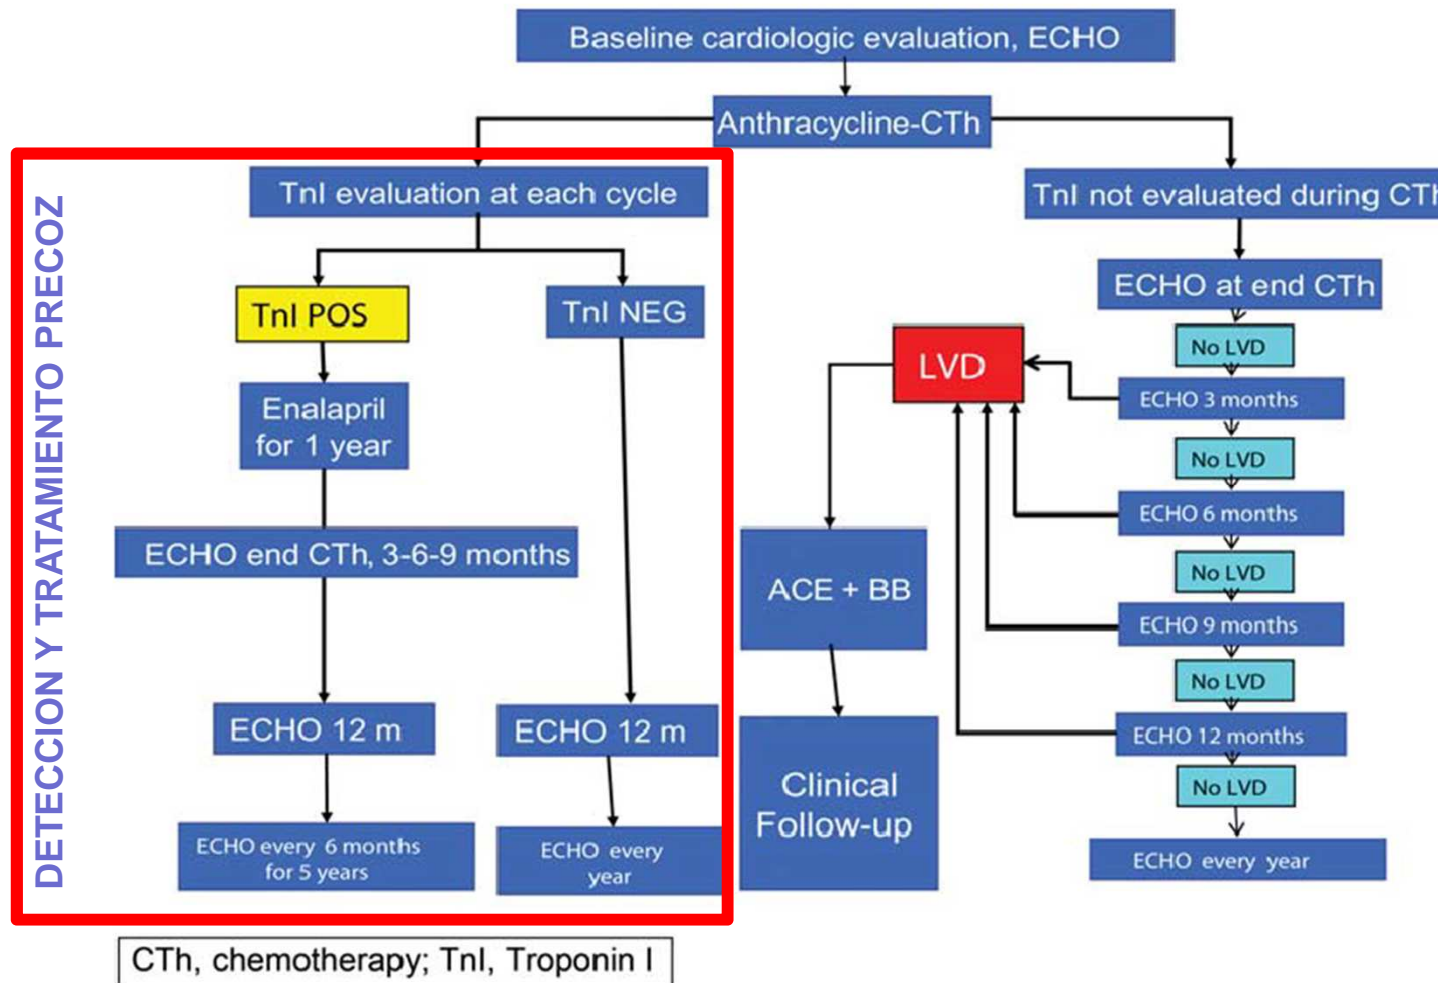 Baseline cardiologic evaluation, ECHO
Anthracycline-CTh
DETECCION Y TRATAMIENTO PRECOZ
TnI evaluation at each cycle
TnI POS
TnI NEG
Enalapril
for 1 year
ECHO end CTh, 3-6-9 months
ECHO 12 m
ECHO 12 m
ECHO every 6 months
for 5 years
ECHO every
year
LVD
ACE + BB
Clinical
Follow-up
TnI not evaluated during CTh
ECHO at end CTh
No LVD
ECHO 3 months
No LVD
ECHO 6 months
No LVD
ECHO 9 months
No LVD
ECHO 12 months
No LVD
ECHO every year
CTh, chemotherapy; TnI, Troponin I